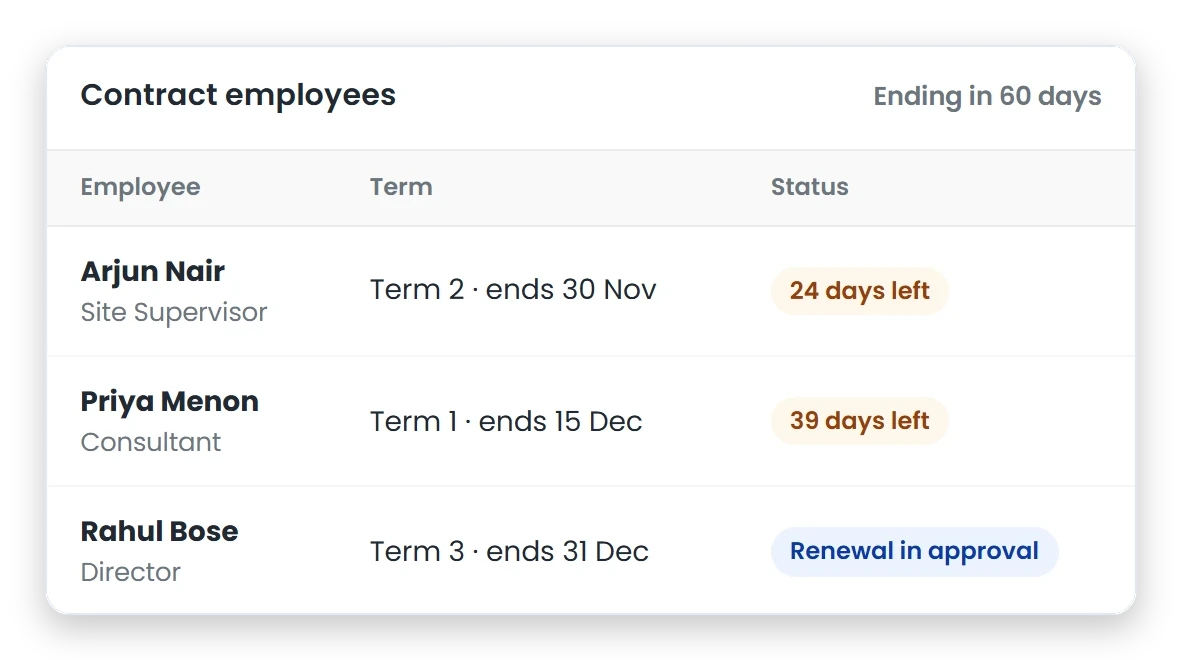 Contract employees
Ending in 60 days
Employee Term Status
Arjun Nair
Site Supervisor
Term 2 · ends 30 Nov
24 days left
Priya Menon
Consultant
Term 1 · ends 15 Dec
39 days left
Rahul Bose
Director
Term 3 · ends 31 Dec
Renewal in approval